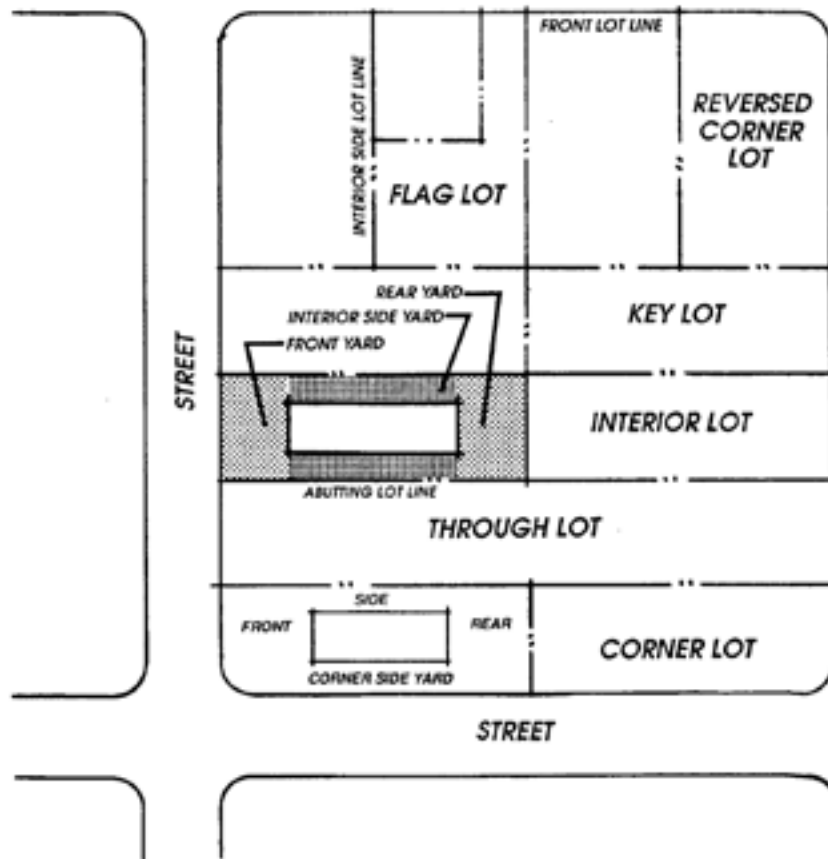 FRONT LOT LINE
INTERIOR SIDE LOT LINE
REVERSED
CORNER
LOT
FLAG LOT
REAR YARD
INTERIOR SIDE YARD
FRONT YARD
KEY LOT
STREET
INTERIOR LOT
ABUTTING LOT LINE
THROUGH LOT
SIDE
FRONT
REAR
CORNER SIDE YARD
CORNER LOT
STREET